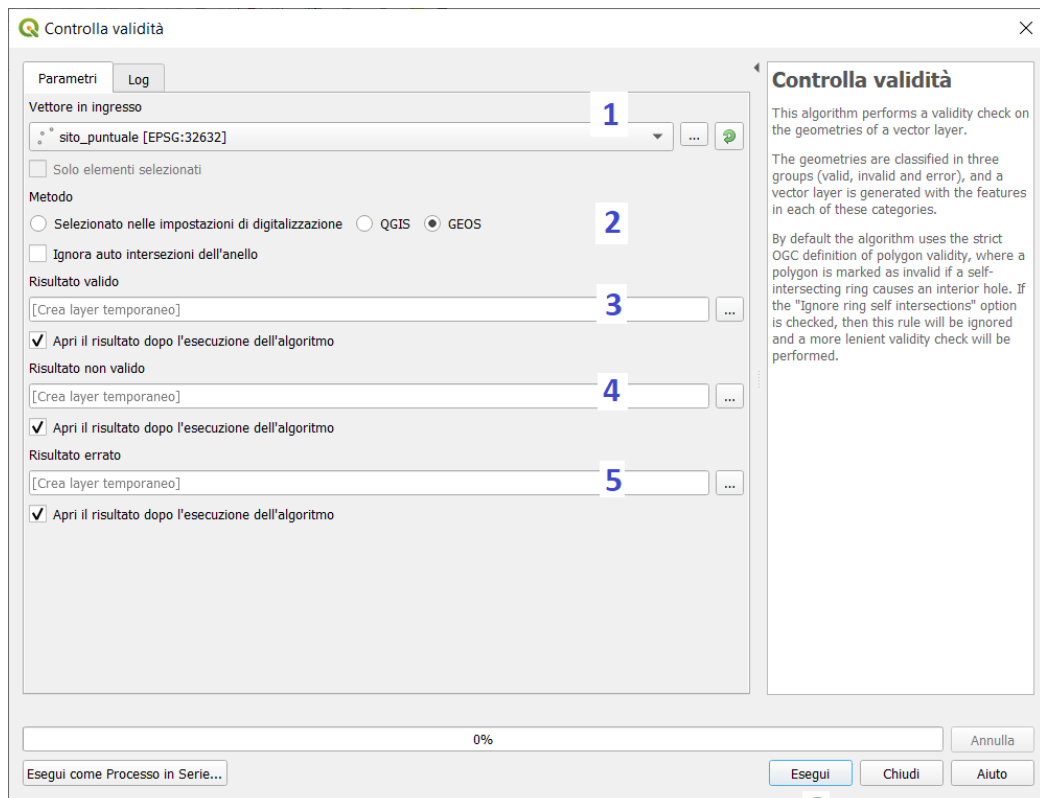 Controlla validità
Parametri
Log
Vettore in ingresso
1
sito_puntuale [EPSG:32632]
...
Solo elementi selezionati
Metodo
Selezionato nelle impostazioni di digitalizzazione
QGIS
GEOS
2
Ignora auto intersezioni dell'anello
Risultato valido
[Crea layer temporaneo]
3
...
Apri il risultato dopo l'esecuzione dell'algoritmo
Risultato non valido
[Crea layer temporaneo]
4
...
Apri il risultato dopo l'esecuzione dell'algoritmo
Risultato errato
[Crea layer temporaneo]
5
...
Apri il risultato dopo l'esecuzione dell'algoritmo
Controlla validità
This algorithm performs a validity check on
the geometries of a vector layer.
The geometries are classified in three
groups (valid, invalid and error), and a
vector layer is generated with the features
in each of these categories.
By default the algorithm uses the strict
OGC definition of polygon validity, where a
polygon is marked as invalid if a self-
intersecting ring causes an interior hole. If
the "Ignore ring self intersections" option
is checked, then this rule will be ignored
and a more lenient validity check will be
performed.
0%
Annulla
Esegui come Processo in Serie...
Esegui
Chiudi
Aiuto